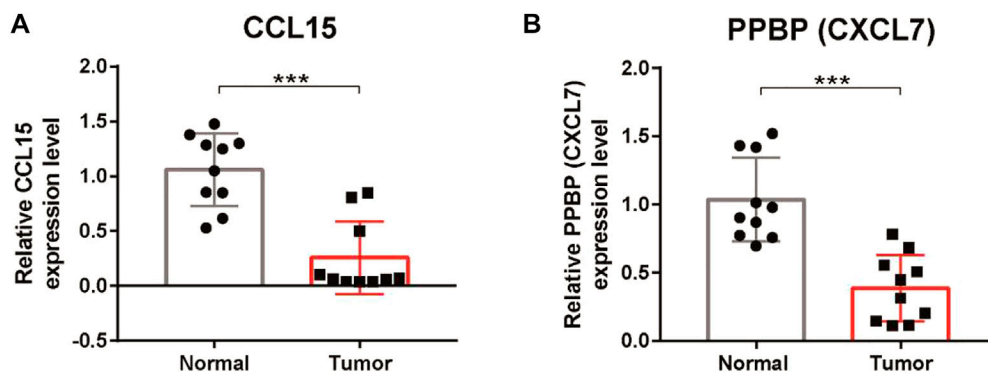 A
CCL15
Relative CCL15
expression level
2.0
1.5
1.0
0.5
0.0
-0.5
***
Normal
Tumor
B
PPBP (CXCL7)
Relative PPBP (CXCL7)
expression level
2.0
1.5
1.0
0.5
0.0
***
Normal
Tumor